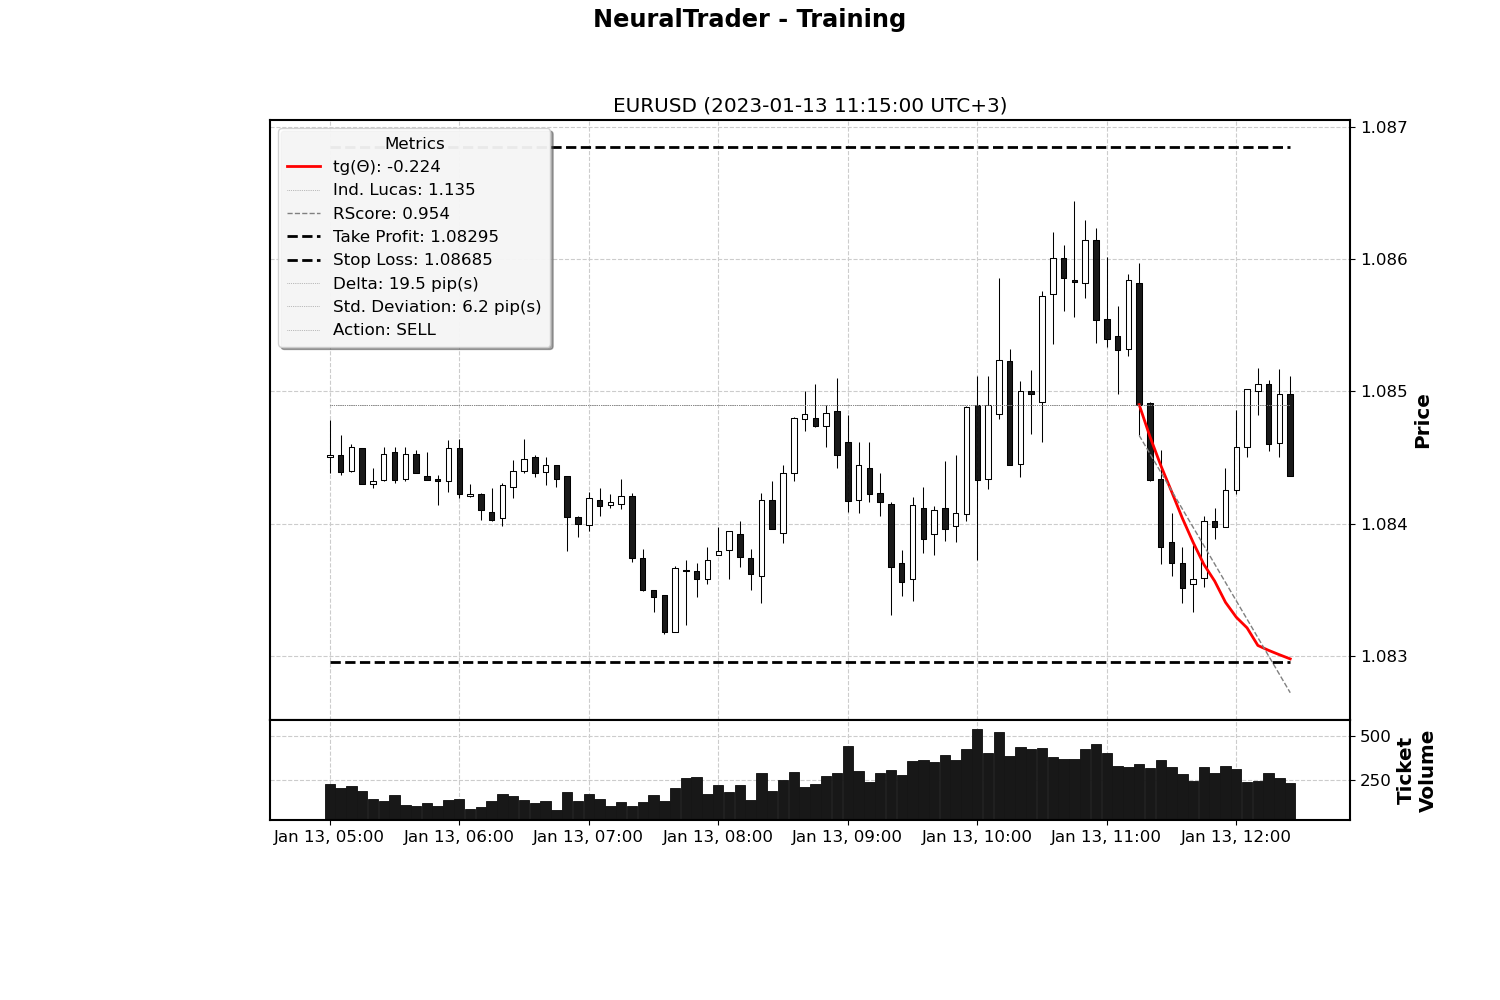 NeuralTrader - Training
EURUSD (2023-01-13 11:15:00 UTC+3)
Metrics
tg(Θ): -0.224
Ind. Lucas: 1.135
RScore: 0.954
Take Profit: 1.08295
Stop Loss: 1.08685
Delta: 19.5 pip(s)
Std. Deviation: 6.2 pip(s)
Action: SELL
1.087
1.086
1.085
1.084
1.083
Price
500
250
Ticket
Volume
Jan 13, 05:00 Jan 13, 06:00 Jan 13, 07:00 Jan 13, 08:00 Jan 13, 09:00 Jan 13, 10:00 Jan 13, 11:00 Jan 13, 12:00